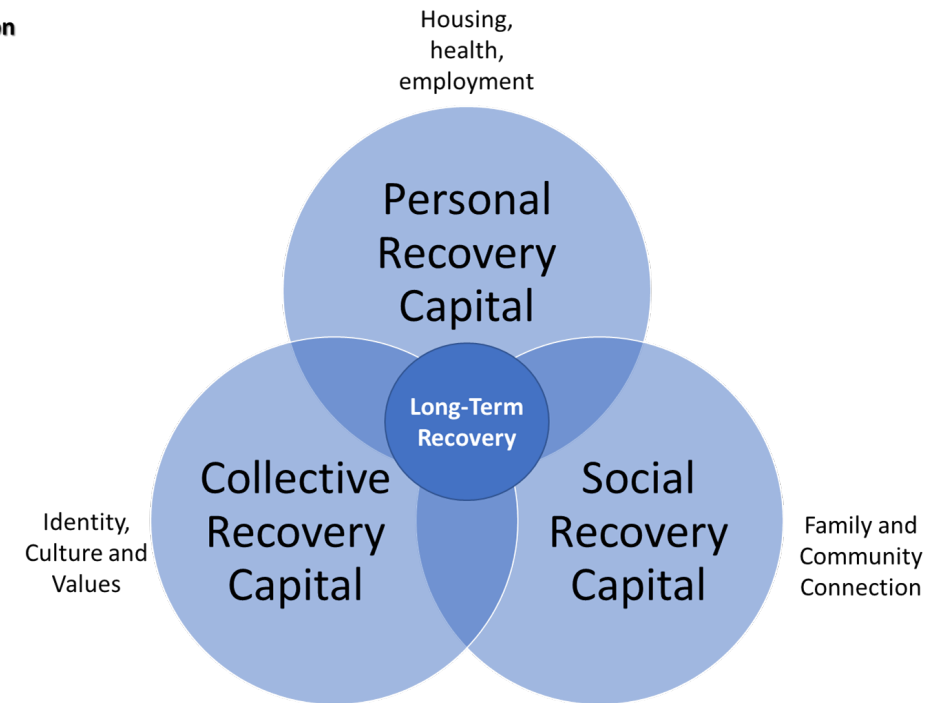 Housing,
health,
employment
Personal
Recovery
Capital
Long-Term
Recovery
Collective
Recovery
Capital
Social
Recovery
Capital
Identity,
Culture and
Values
Family and
Community
Connection